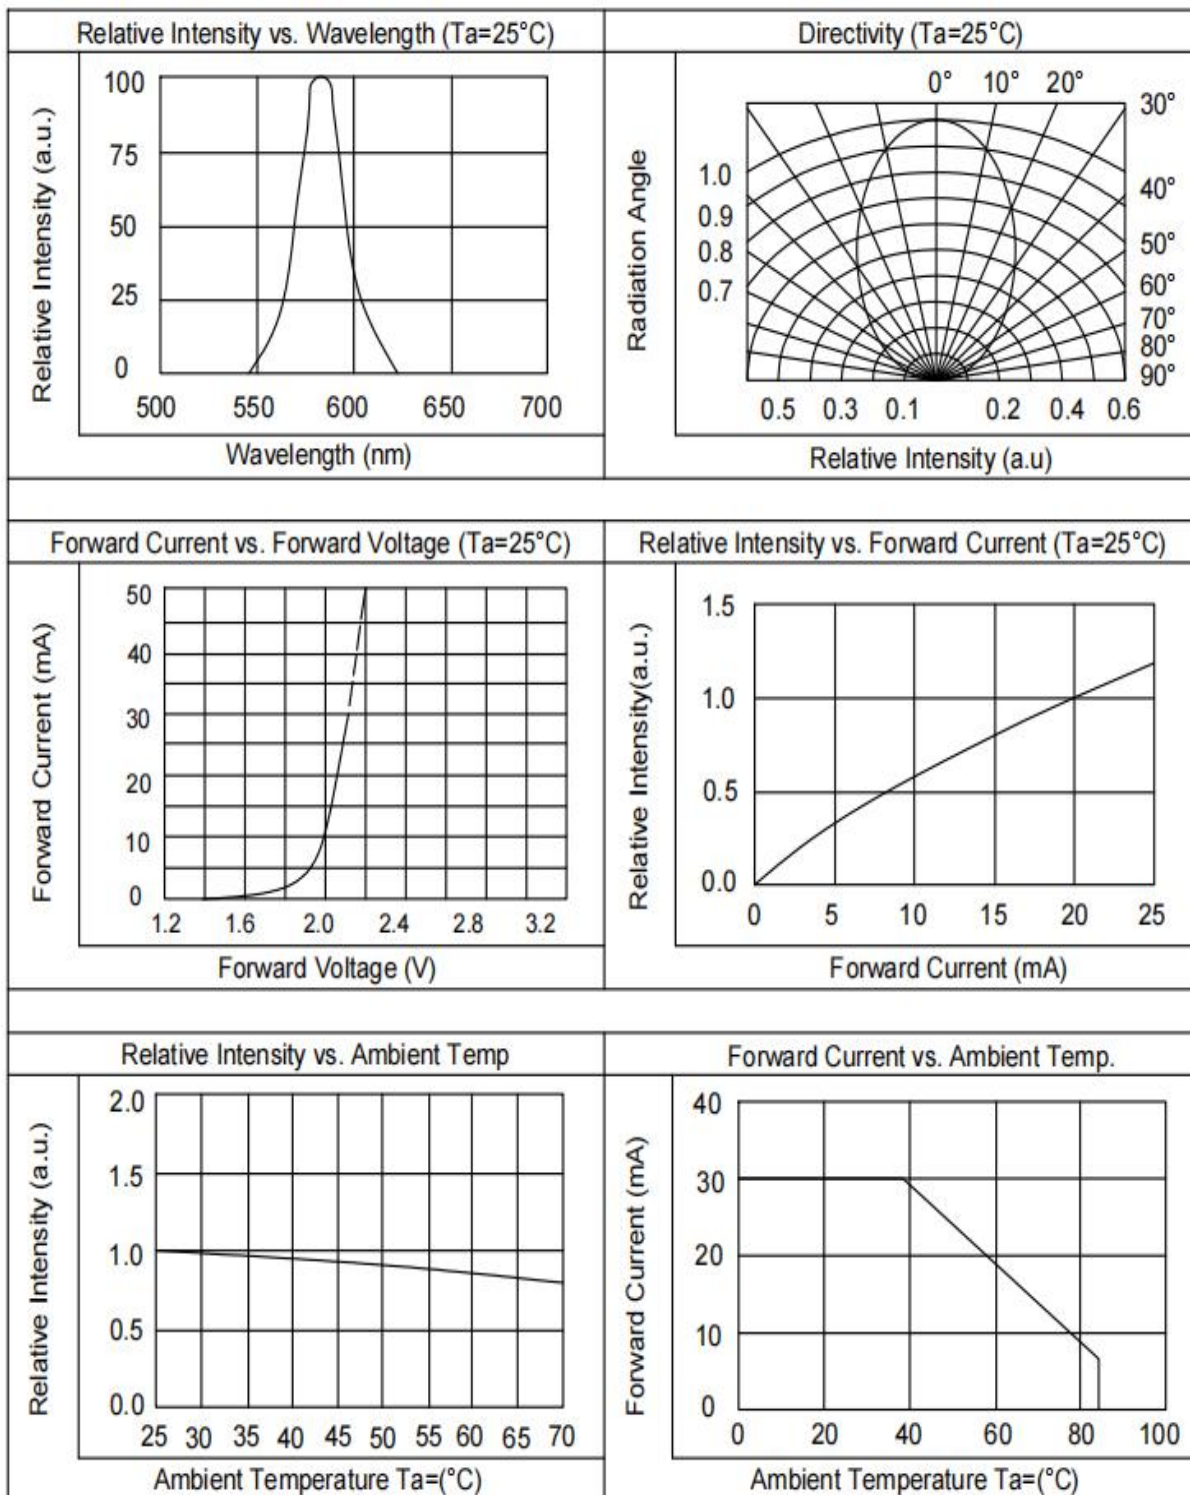 Relative Intensity vs. Wavelength (Ta=25°C)
Relative Intensity (a.u.)
100
75
50
25
0
500 550 600 650 700
Wavelength (nm)
Directivity (Ta=25°C)
Radiation Angle
0° 10° 20°
30°
40°
50°
60°
70°
80°
90°
1.0
0.9
0.8
0.7
0.5 0.3 0.1 0.2 0.4 0.6
Relative Intensity (a.u)
Forward Current vs. Forward Voltage (Ta=25°C)
Forward Current (mA)
50
40
30
20
10
0
1.2 1.6 2.0 2.4 2.8 3.2
Forward Voltage (V)
Relative Intensity vs. Forward Current (Ta=25°C)
Relative Intensity(a.u.)
1.5
1.0
0.5
0.0
0 5 10 15 20 25
Forward Current (mA)
Relative Intensity vs. Ambient Temp
Relative Intensity (a.u.)
2.0
1.5
1.0
0.5
0.0
25 30 35 40 45 50 55 60 65 70
Ambient Temperature Ta=(°C)
Forward Current vs. Ambient Temp.
Forward Current (mA)
40
30
20
10
0
0 20 40 60 80 100
Ambient Temperature Ta=(°C)